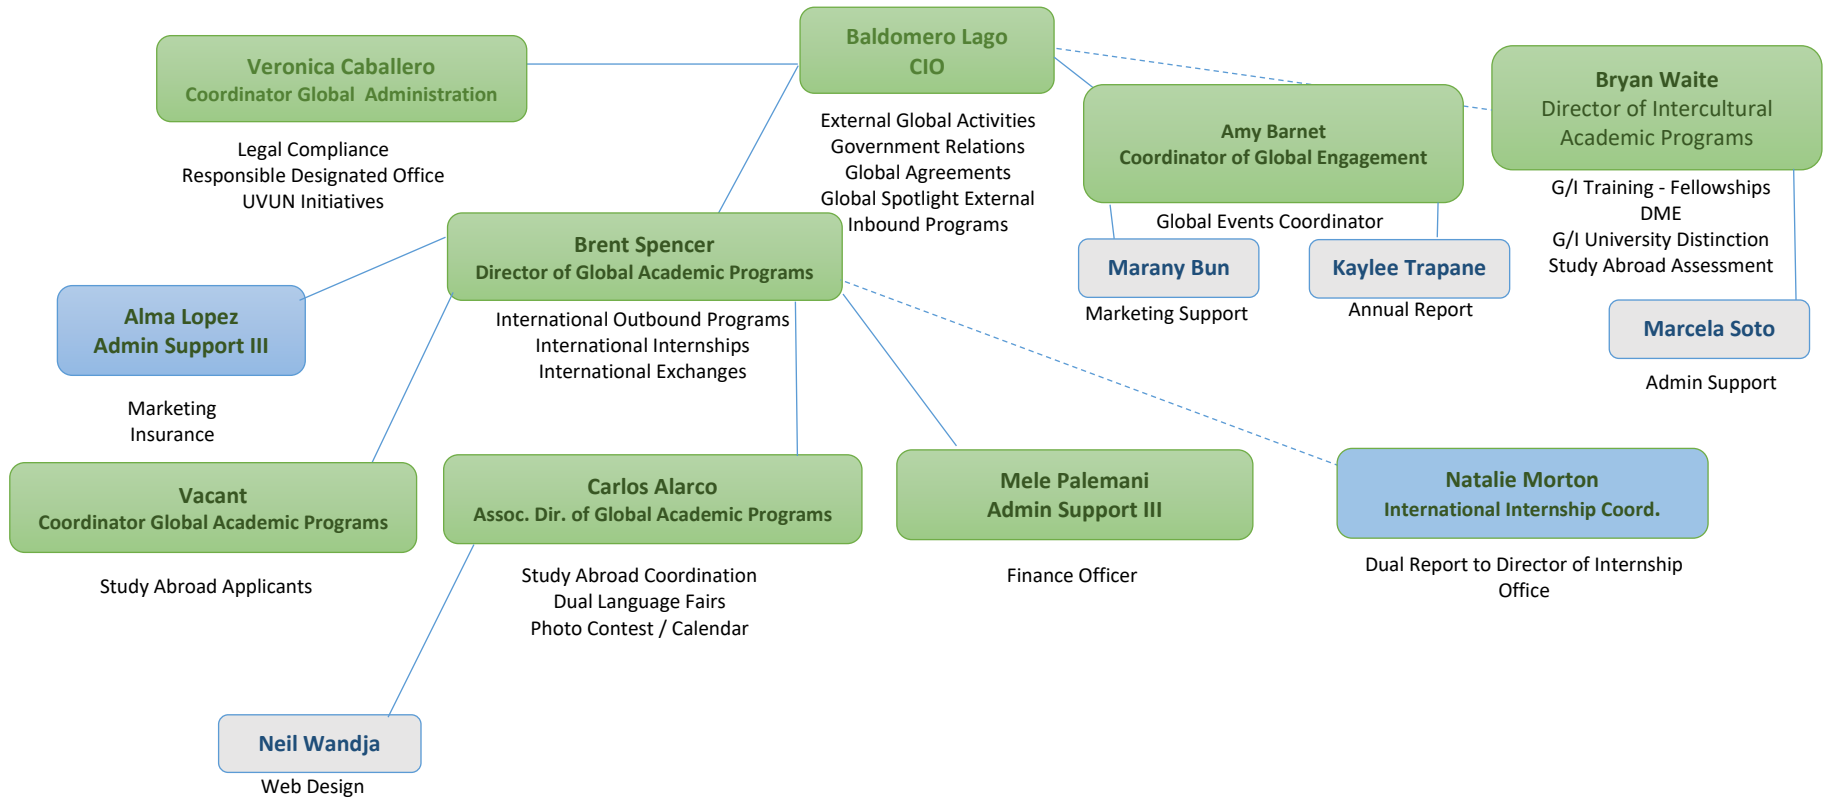 Baldomero Lago
CIO
External Global Activities
Government Relations
Global Agreements
Global Spotlight External
Inbound Programs
Veronica Caballero
Coordinator Global Administration
Legal Compliance
Responsible Designated Office
UVUN Initiatives
Amy Barnet
Coordinator of Global Engagement
Global Events Coordinator
Marany Bun
Marketing Support
Kaylee Trapane
Annual Report
Bryan Waite
Director of Intercultural
Academic Programs
G/I Training - Fellowships
DME
G/I University Distinction
Study Abroad Assessment
Marcela Soto
Admin Support
Brent Spencer
Director of Global Academic Programs
International Outbound Programs
International Internships
International Exchanges
Alma Lopez
Admin Support III
Marketing
Insurance
Vacant
Coordinator Global Academic Programs
Study Abroad Applicants
Carlos Alarco
Assoc. Dir. of Global Academic Programs
Study Abroad Coordination
Dual Language Fairs
Photo Contest / Calendar
Mele Palemani
Admin Support III
Finance Officer
Natalie Morton
International Internship Coord.
Dual Report to Director of Internship
Office
Neil Wandja
Web Design